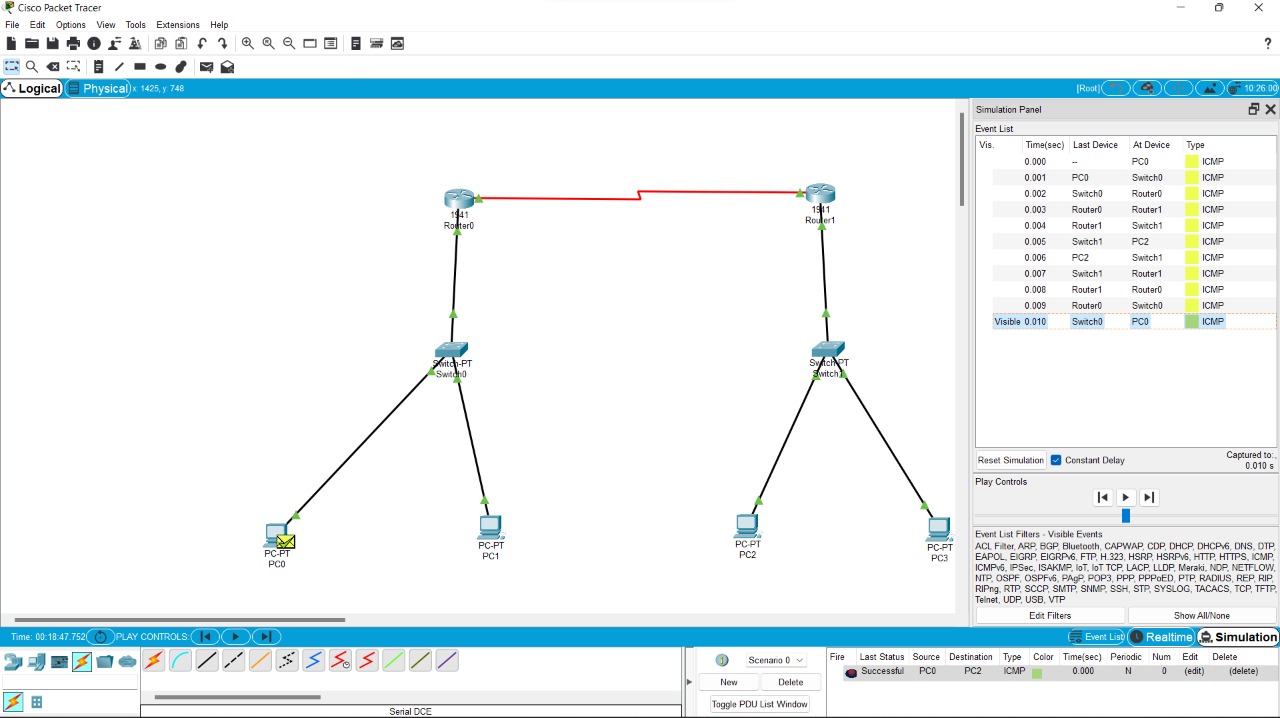 Cisco Packet Tracer
File Edit Options View Tools Extensions Help
?
Logical Physical x: 1425, y: 748 [Root] 10:26:00
Simulation Panel
Event List
Vis. Time(sec) Last Device At Device Type
0.000 -- PC0 ICMP
0.001 PC0 Switch0 ICMP
0.002 Switch0 Router0 ICMP
0.003 Router0 Router1 ICMP
0.004 Router1 Switch1 ICMP
0.005 Switch1 PC2 ICMP
0.006 PC2 Switch1 ICMP
0.007 Switch1 Router1 ICMP
0.008 Router1 Router0 ICMP
0.009 Router0 Switch0 ICMP
Visible 0.010 Switch0 PC0 ICMP
Reset Simulation Constant Delay Captured to:
0.010 s
Play Controls
Event List Filters - Visible Events
ACL Filter, ARP, BGP, Bluetooth, CAPWAP, CDP, DHCP, DHCPv6, DNS, DTP,
EAPOL, EIGRP, EIGRPv6, FTP, H.323, HSRP, HSRPv6, HTTP, HTTPS, ICMP,
ICMPv6, IPSec, ISAKMP, IoT, IoT TCP, LACP, LLDP, Meraki, NDP, NETFLOW,
NTP, OSPF, OSPFv6, PAgP, POP3, PPP, PPPoED, PTP, RADIUS, REP, RIP,
RIPng, RTP, SCCP, SMTP, SNMP, SSH, STP, SYSLOG, TACACS, TCP, TFTP,
Telnet, UDP, USB, VTP
Edit Filters Show All/None
1941
Router0
1941
Router1
Switch-PT
Switch0
Switch-PT
Switch1
PC-PT
PC0
PC-PT
PC1
PC-PT
PC2
PC-PT
PC3
Time: 00:18:47.752 PLAY CONTROLS: Event List Realtime Simulation
Serial DCE
Scenario 0
New Delete
Toggle PDU List Window
Fire Last Status Source Destination Type Color Time(sec) Periodic Num Edit Delete
Successful PC0 PC2 ICMP 0.000 N 0 (edit) (delete)